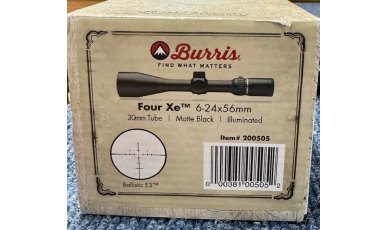 Burris
FIND WHAT MATTERS
Four Xe™ 6-24x56mm
30mm Tube | Matte Black | Illuminated
Item# 200505
Ballistic E3™
0 00381 00505 2